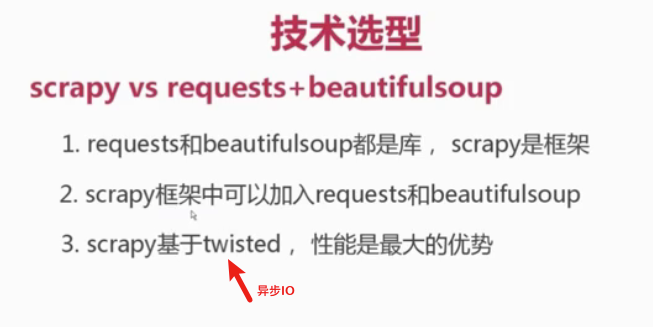 技术选型
scrapy vs requests+beautifulsoup
1. requests和beautifulsoup都是库，scrapy是框架
2. scrapy框架中可以加入requests和beautifulsoup
3. scrapy基于twisted，性能是最大的优势
异步IO